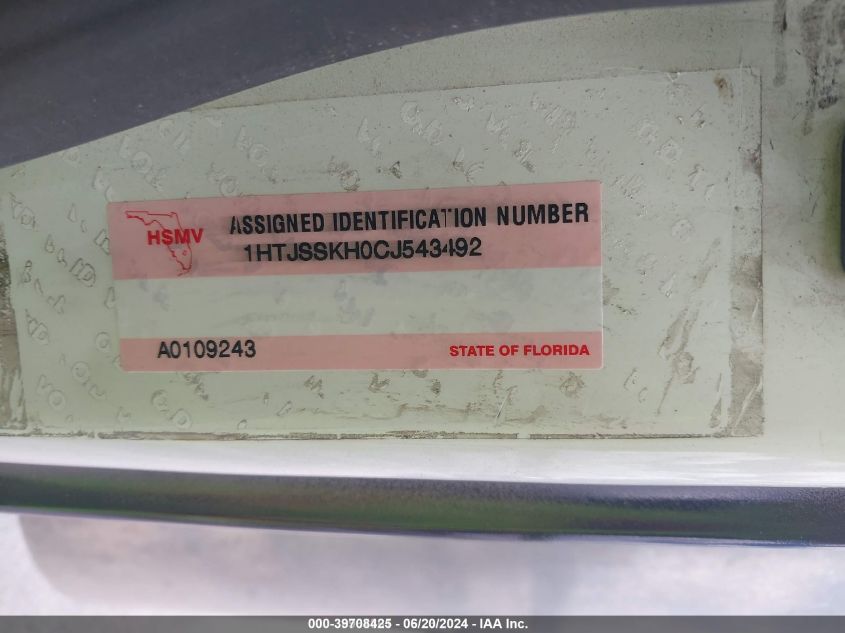 HSMV ASSIGNED IDENTIFICATION NUMBER
1HTJSSKH0CJ543492
A0109243 STATE OF FLORIDA
000-39708425 - 06/20/2024 - IAA Inc.